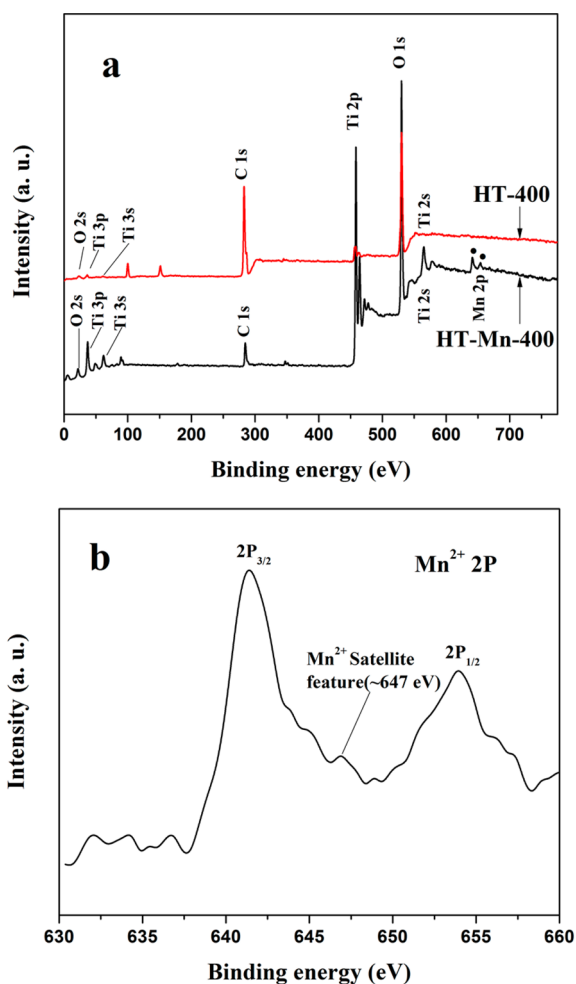 a
O 1s
Ti 2p
C 1s
Ti 2s
HT-400
O 2s
Ti 3p
Ti 3s
O 2s
Ti 3p
Ti 3s
C 1s
Ti 2s
Mn 2p
HT-Mn-400
Intensity (a. u.)
0 100 200 300 400 500 600 700
Binding energy (eV)
b
2P3/2
Mn2+ 2P
Mn2+ Satellite
feature(~647 eV)
2P1/2
Intensity (a. u.)
630 635 640 645 650 655 660
Binding energy (eV)